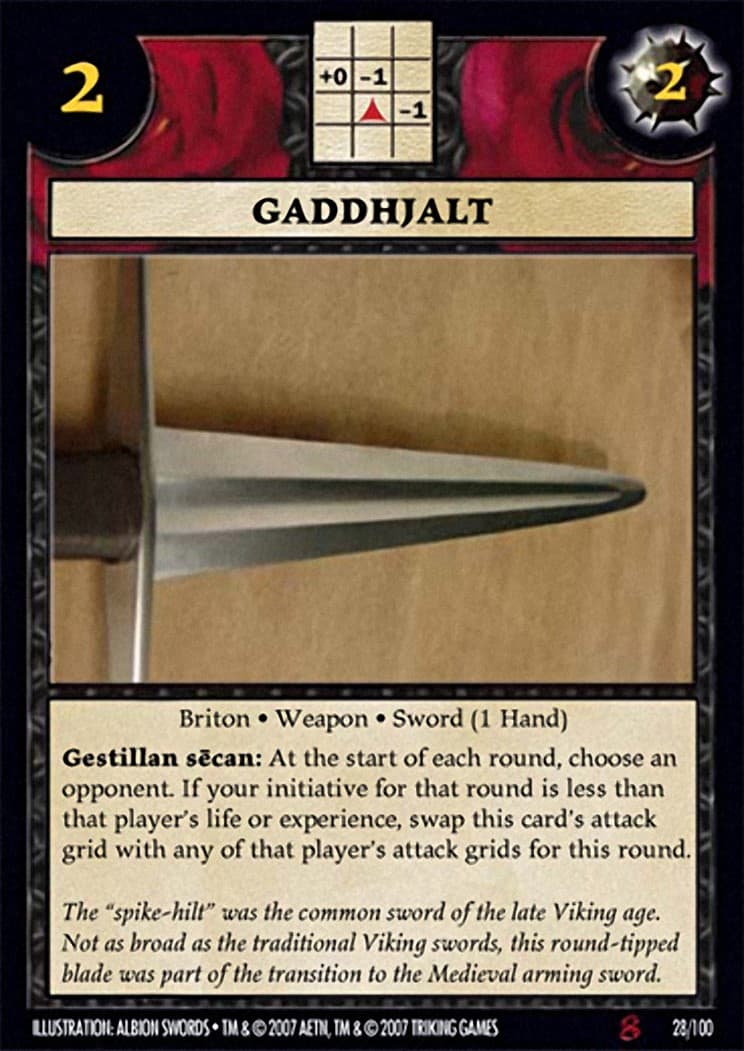 2
+0 -1
-1
2
GADDHJALT
Briton • Weapon • Sword (1 Hand)
Gestillan sēcan: At the start of each round, choose an
opponent. If your initiative for that round is less than
that player's life or experience, swap this card's attack
grid with any of that player's attack grids for this round.
The "spike-hilt" was the common sword of the late Viking age.
Not as broad as the traditional Viking swords, this round-tipped
blade was part of the transition to the Medieval arming sword.
ILLUSTRATION: ALBION SWORDS • TM & © 2007 AETN, TM & © 2007 TRIKING GAMES 8 28/100